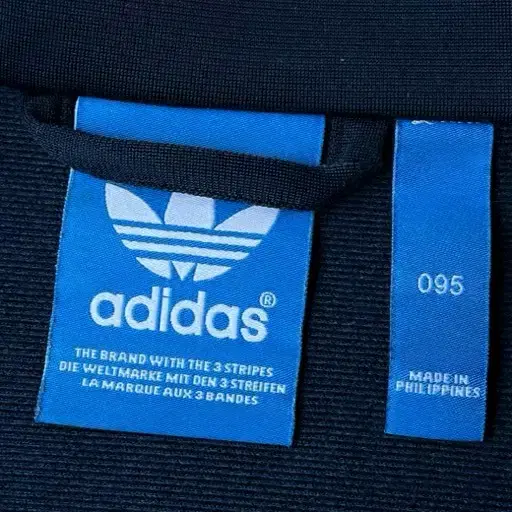 adidas®
THE BRAND WITH THE 3 STRIPES
DIE WELTMARKE MIT DEN 3 STREIFEN
LA MARQUE AUX 3 BANDES
095
MADE IN
PHILIPPINES